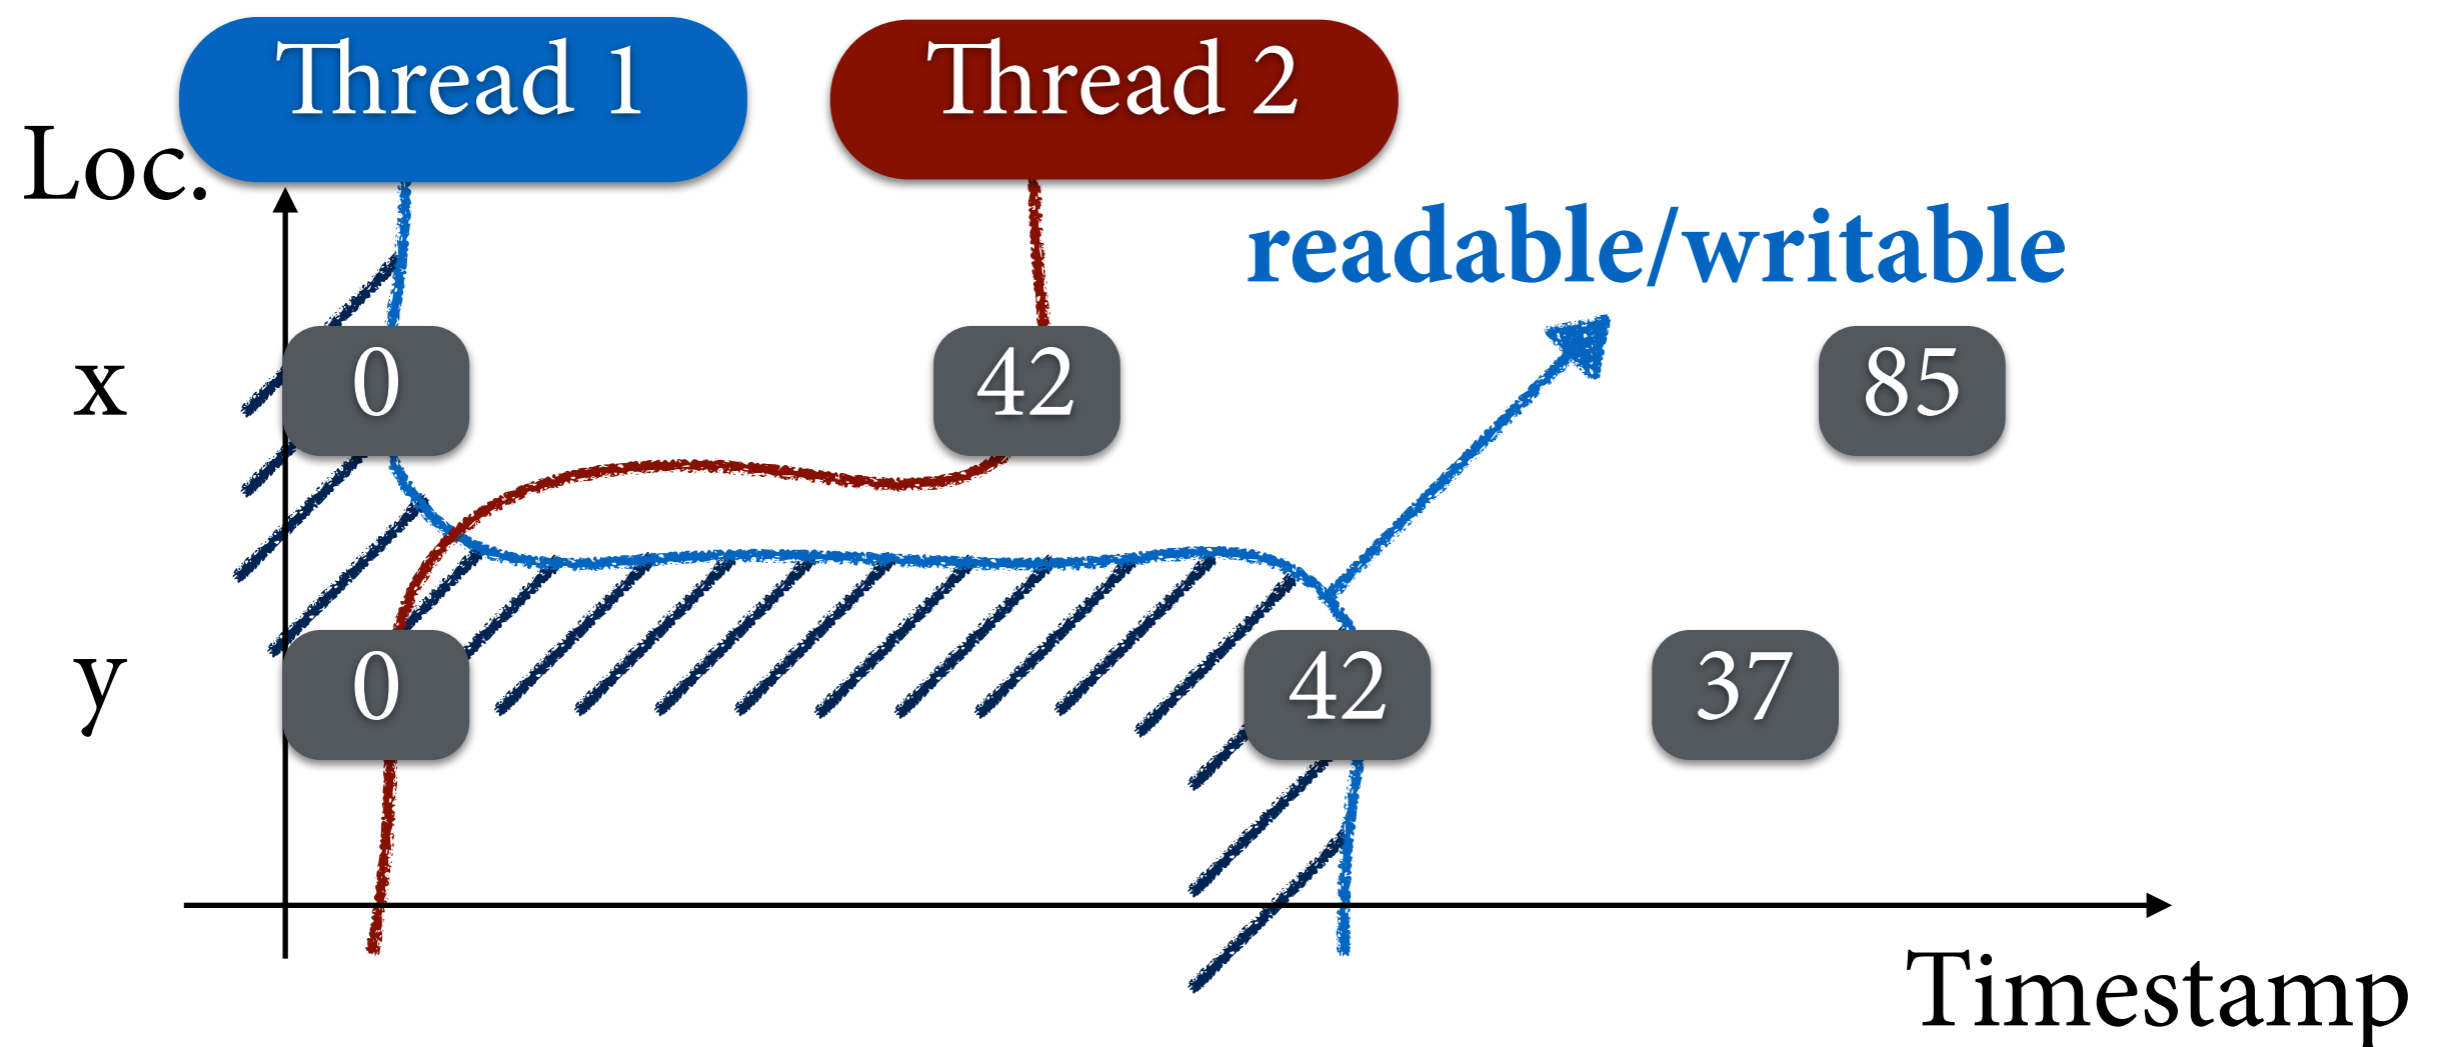 Thread 1
Thread 2
Loc.
readable/writable
x
0
42
85
y
0
42
37
Timestamp